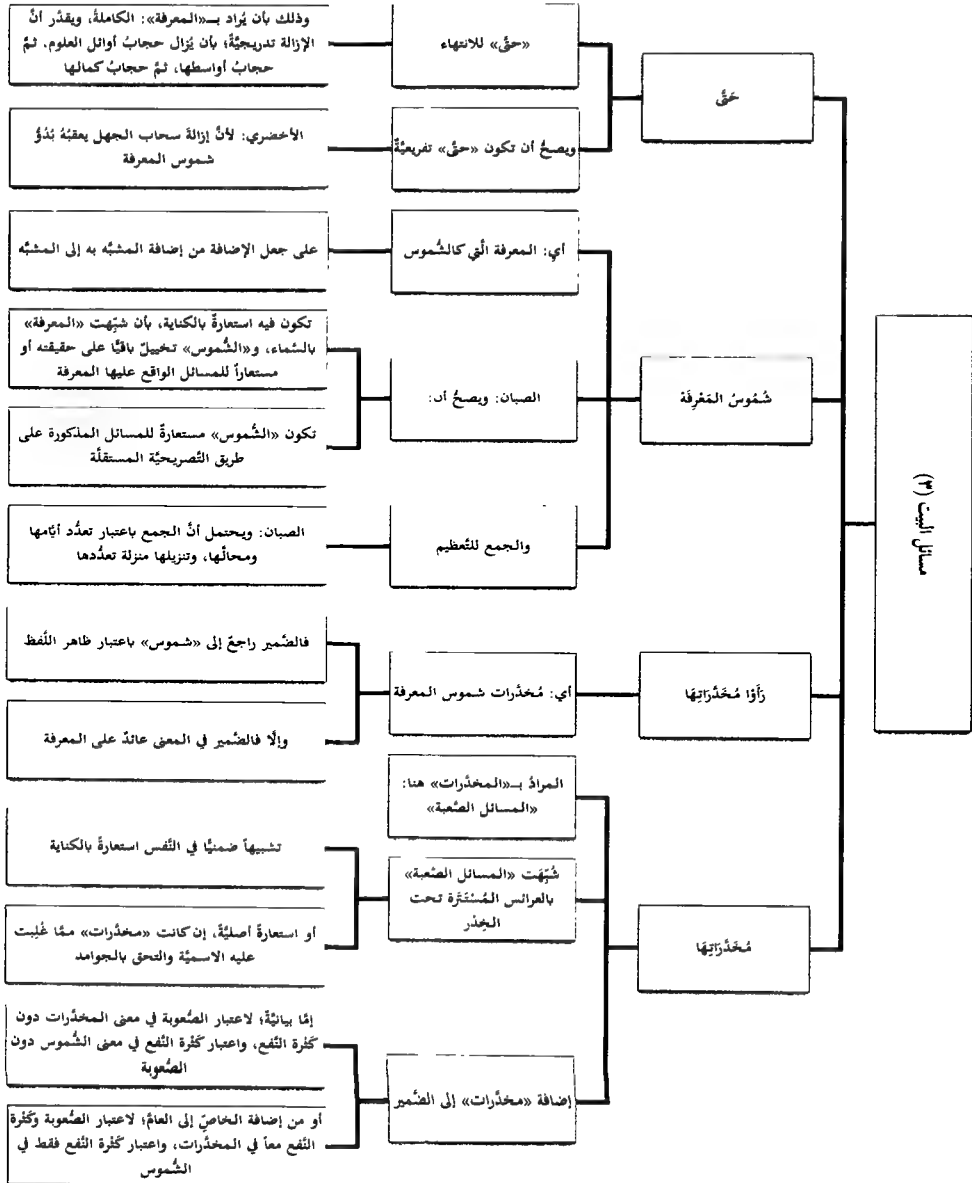 مسائل البيت (٣)
حَتَّى
«حتَّى» للانتهاء
وذلك بأن يُراد بـ«المعرفة»: الكاملةُ، ويقدَّر أنَّ
الإزالة تدريجيَّةٌ؛ بأن يُزال حجابُ أوائل العلوم، ثمَّ
حجابُ أواسطها، ثمَّ حجابُ كمالها
ويصحُّ أن تكون «حتَّى» تفريعيَّةً
الأخضري: لأنَّ إزالةَ سحاب الجهل يعقبُهُ بُدُوُّ
شموس المعرفة
شُمُوسُ المَعْرِفَة
أي: المعرفة الَّتي كالشُّموس
على جعل الإضافة من إضافة المشبَّه به إلى المشبَّه
الصبان: ويصحُّ أن:
تكون فيه استعارةٌ بالكناية، بأن شبِّهت «المعرفة»
بالسَّماء، و«الشُّموس» تخييلٌ باقيًا على حقيقته أو
مستعاراً للمسائل الواقع عليها المعرفة
تكون «الشُّموس» مستعارةً للمسائل المذكورة على
طريق التَّصريحيَّة المستقلَّة
والجمع للتَّعظيم
الصبان: ويحتمل أنَّ الجمع باعتبار تعدُّد أيَّامها
ومحالِّها، وتنزيلها منزلة تعدُّدها
رَأَوْا مُخَدَّرَاتِهَا
أي: مُخدَّرات شموس المعرفة
فالضَّمير راجعٌ إلى «شموس» باعتبار ظاهر اللَّفظ
وإلَّا فالضَّمير في المعنى عائدٌ على المعرفة
مُخَدَّرَاتِهَا
المرادُ بـ«المخدَّرات» هنا:
«المسائل الصَّعبة»
شُبِّهَت «المسائل الصَّعبة»
بالعرائس المُسْتَتَرَة تحت
الخِدْر
تشبيهاً ضمنيًّا في النَّفس استعارةً بالكناية
أو استعارةً أصليَّةً، إن كانت «مخدَّرات» ممَّا غُلِبت
عليه الاسميَّة والتحق بالجوامد
إضافة «مخدَّرات» إلى الضَّمير
إمَّا بيانيَّةٌ؛ لاعتبار الصُّعوبة في معنى المخدَّرات دون
كَثْرة النَّفع، واعتبار كَثْرة النَّفع في معنى الشُّموس دون
الصُّعوبة
أو من إضافة الخاصِّ إلى العامِّ؛ لاعتبار الصُّعوبة وكَثْرة
النَّفع معاً في المخدَّرات، واعتبار كَثْرة النَّفع فقط في
الشُّموس